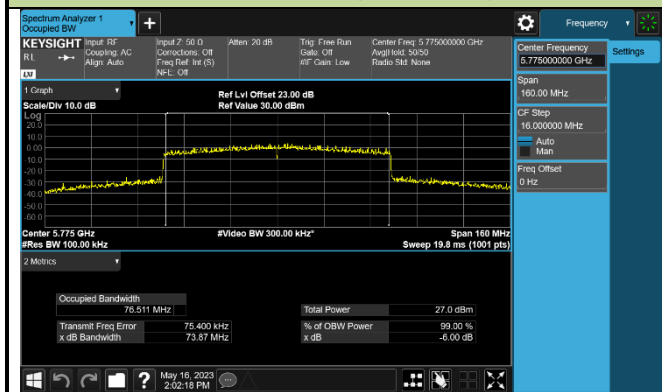 Spectrum Analyzer 1
Occupied BW
Frequency
KEYSIGHT
RL
LXI
Input: RF
Coupling: AC
Align: Auto
Input Z: 50 Ω
Corrections: Off
Freq Ref: Int (S)
NFE: Off
Atten: 20 dB
Trig: Free Run
Gate: Off
#IF Gain: Low
Center Freq: 5.775000000 GHz
Avg|Hold: 50/50
Radio Std: None
Center Frequency
5.775000000 GHz
Settings
Span
160.00 MHz
CF Step
16.000000 MHz
Auto
Man
Freq Offset
0 Hz
1 Graph
Scale/Div 10.0 dB
Ref Lvl Offset 23.00 dB
Ref Value 30.00 dBm
Log
20.0
10.0
0.00
-10.0
-20.0
-30.0
-40.0
-50.0
-60.0
Center 5.775 GHz
#Res BW 100.00 kHz
#Video BW 300.00 kHz*
Span 160 MHz
Sweep 19.8 ms (1001 pts)
2 Metrics
Occupied Bandwidth
76.511 MHz
Total Power 27.0 dBm
Transmit Freq Error 75.400 kHz
% of OBW Power 99.00 %
x dB Bandwidth 73.87 MHz
x dB -6.00 dB
?
May 16, 2023
2:02:18 PM